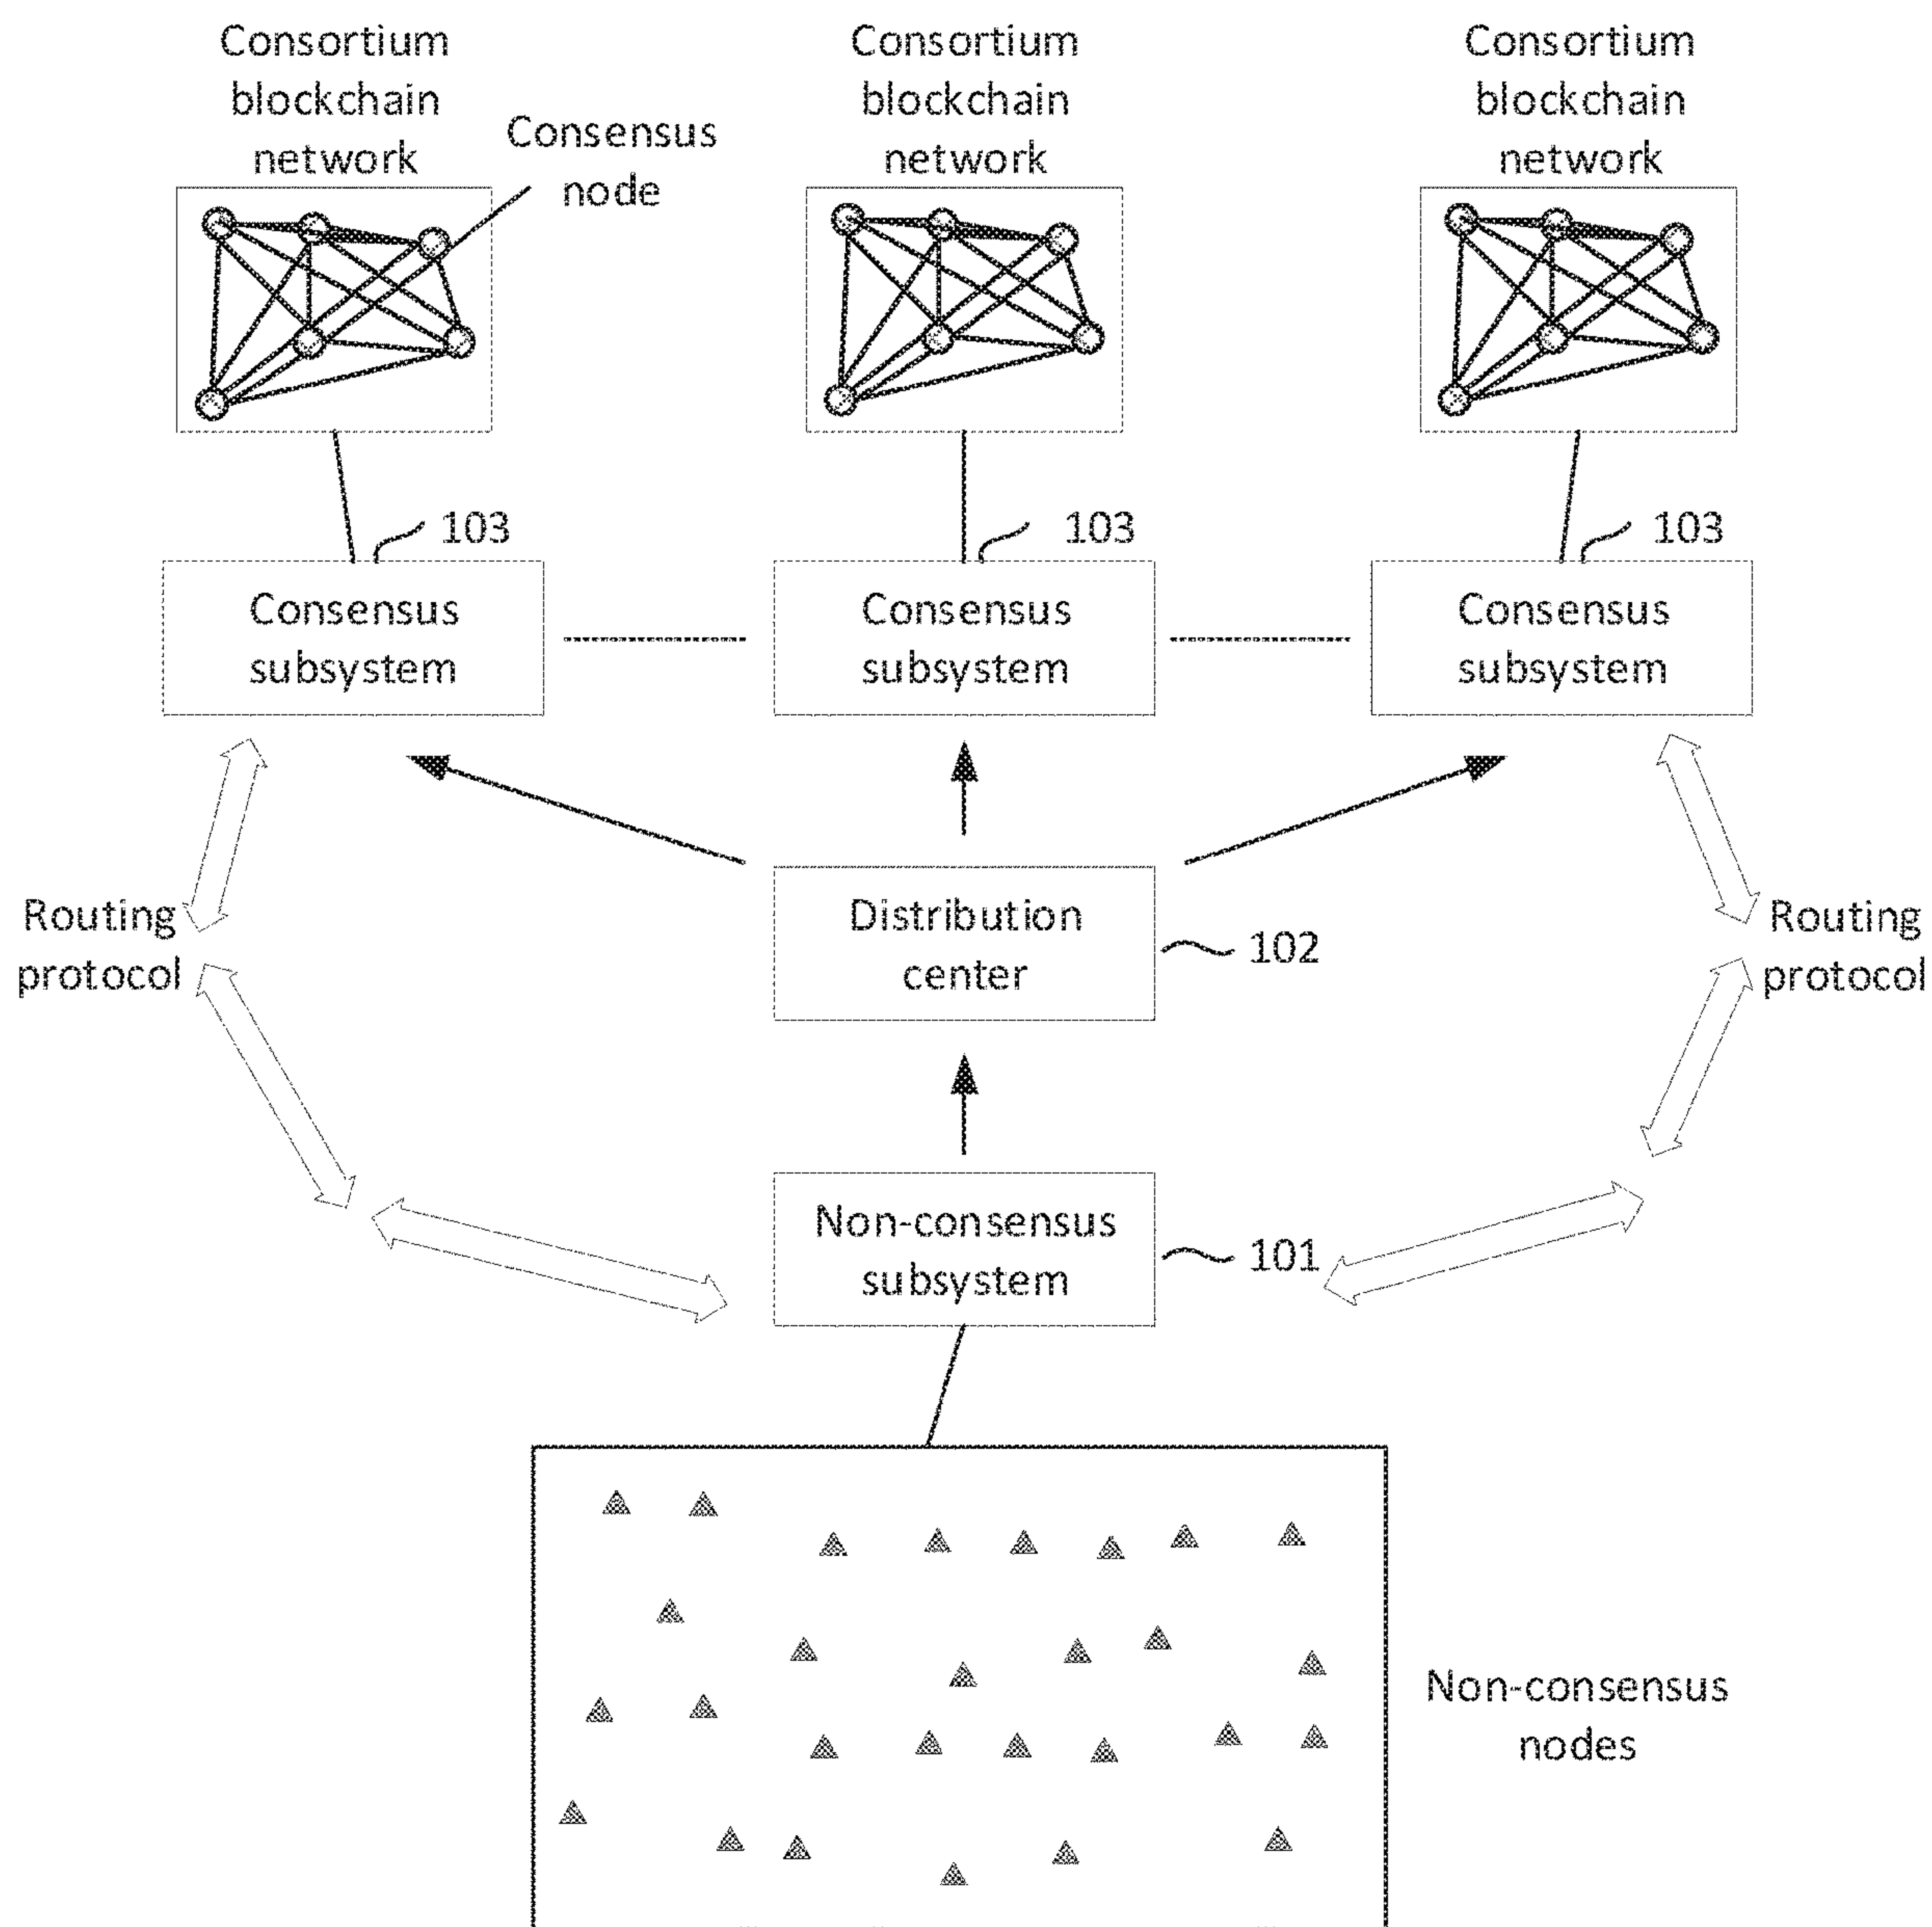 Consortium
blockchain
network
Consortium
blockchain
network
Consortium
blockchain
network
Consensus
node
103
103
103
Consensus
subsystem
Consensus
subsystem
Consensus
subsystem
Routing
protocol
Distribution
center
102
Routing
protocol
Non-consensus
subsystem
101
Non-consensus
nodes